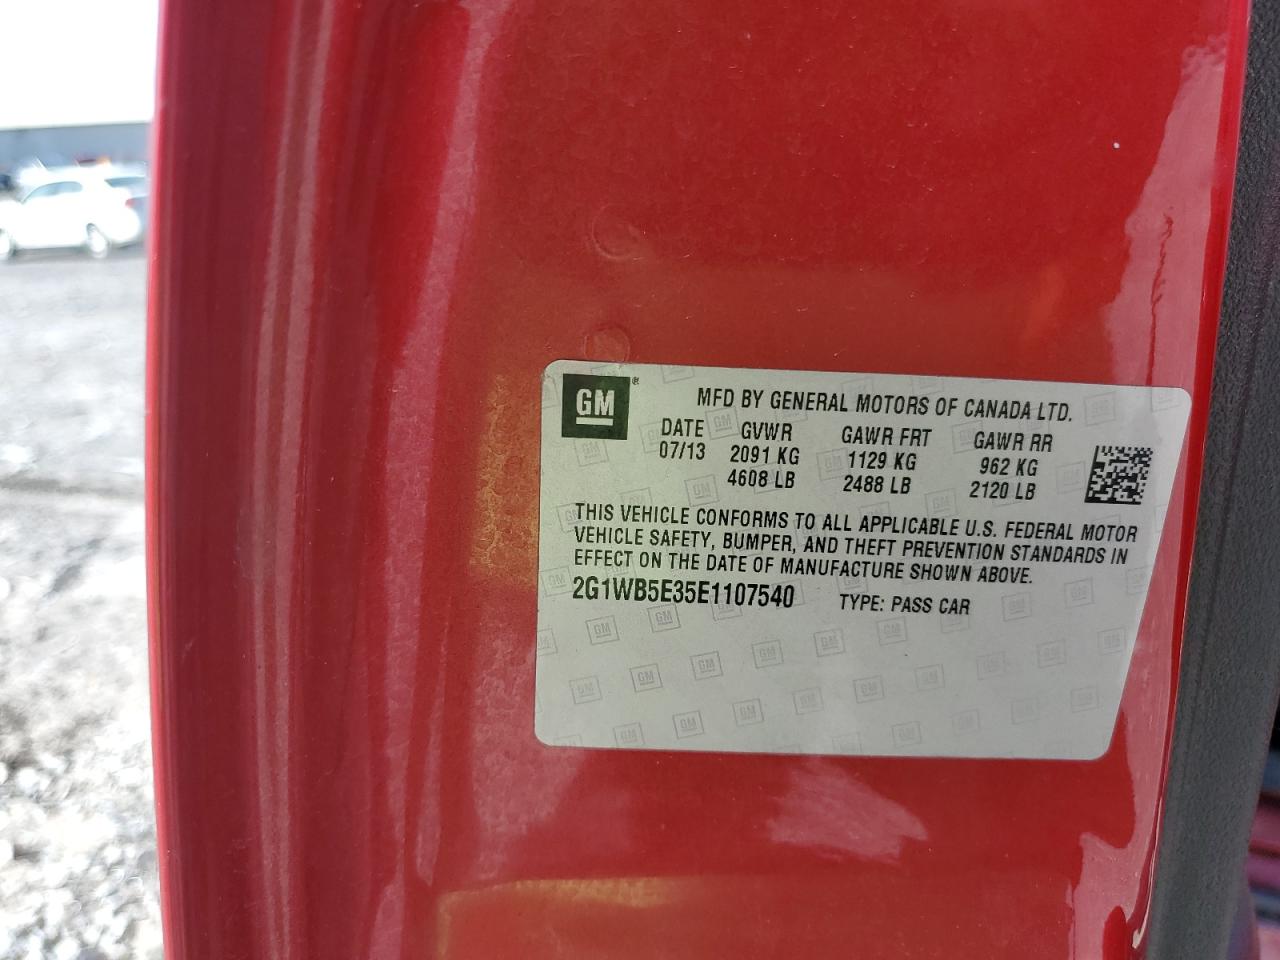 GM ®
MFD BY GENERAL MOTORS OF CANADA LTD.
DATE GVWR GAWR FRT GAWR RR
07/13 2091 KG 1129 KG 962 KG
4608 LB 2488 LB 2120 LB
THIS VEHICLE CONFORMS TO ALL APPLICABLE U.S. FEDERAL MOTOR
VEHICLE SAFETY, BUMPER, AND THEFT PREVENTION STANDARDS IN
EFFECT ON THE DATE OF MANUFACTURE SHOWN ABOVE.
2G1WB5E35E1107540 TYPE: PASS CAR